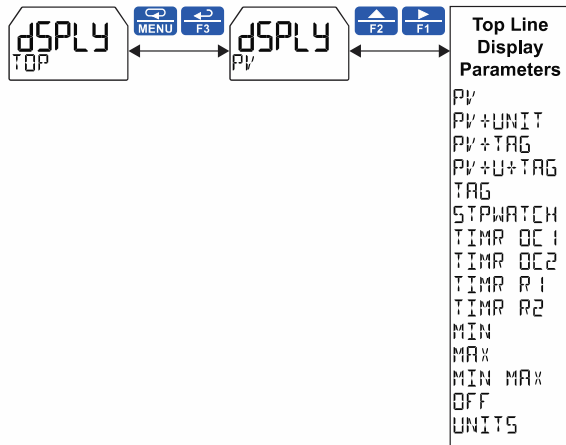 dSPLY
TOP
MENU
F3
dSPLY
PV
F2
F1
Top Line
Display
Parameters
PV
PV+UNIT
PV+TAG
PV+U+TAG
TAG
STPWATCH
TIMR OC1
TIMR OC2
TIMR R1
TIMR R2
MIN
MAX
MIN MAX
OFF
UNITS